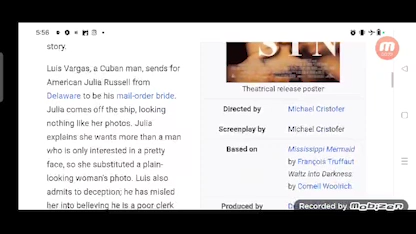 5:56
story.
Luis Vargas, a Cuban man, sends for
American Julia Russell from
Delaware to be his mail-order bride.
Julia comes off the ship, looking
nothing like her photos. Julia
explains she wants more than a man
who is only interested in a pretty
face, so she substituted a plain-
looking woman's photo. Luis also
admits to deception; he has misled
her into believing he is a poor clerk
SIN
Theatrical release poster
Directed by Michael Cristofer
Screenplay by Michael Cristofer
Based on Mississippi Mermaid
by François Truffaut
Waltz into Darkness
by Cornell Woolrich
Produced by
Recorded by mobizen